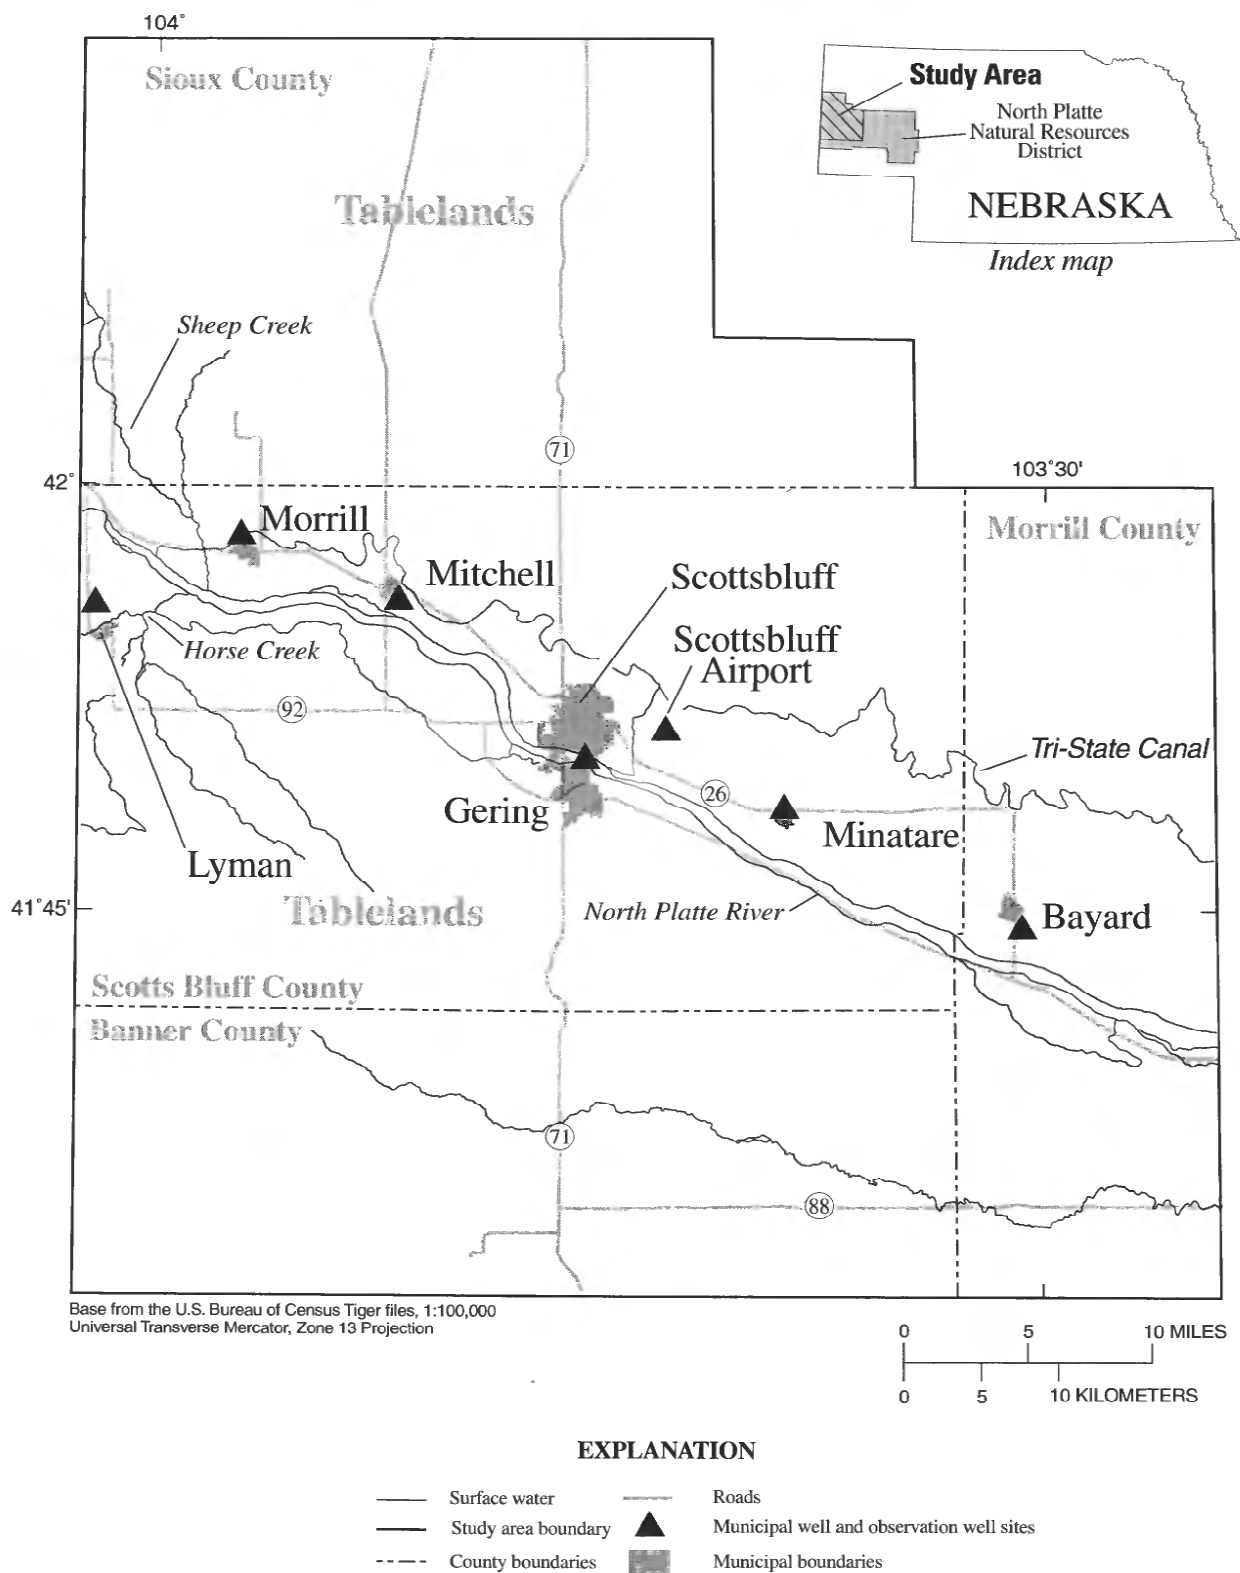 104°
Sioux County
Study Area
North Platte
Natural Resources
District
NEBRASKA
Index map
Tablelands
Sheep Creek
71
42°
103°30'
Morrill
Morrill County
Mitchell
Scottsbluff
Scottsbluff
Airport
Horse Creek
92
Tri-State Canal
26
Gering
Minatare
Lyman
41°45'
Tablelands
North Platte River
Bayard
Scotts Bluff County
Banner County
71
88
Base from the U.S. Bureau of Census Tiger files, 1:100,000
Universal Transverse Mercator, Zone 13 Projection
0 5 10 MILES
0 5 10 KILOMETERS
EXPLANATION
Surface water
Roads
Study area boundary
Municipal well and observation well sites
County boundaries
Municipal boundaries